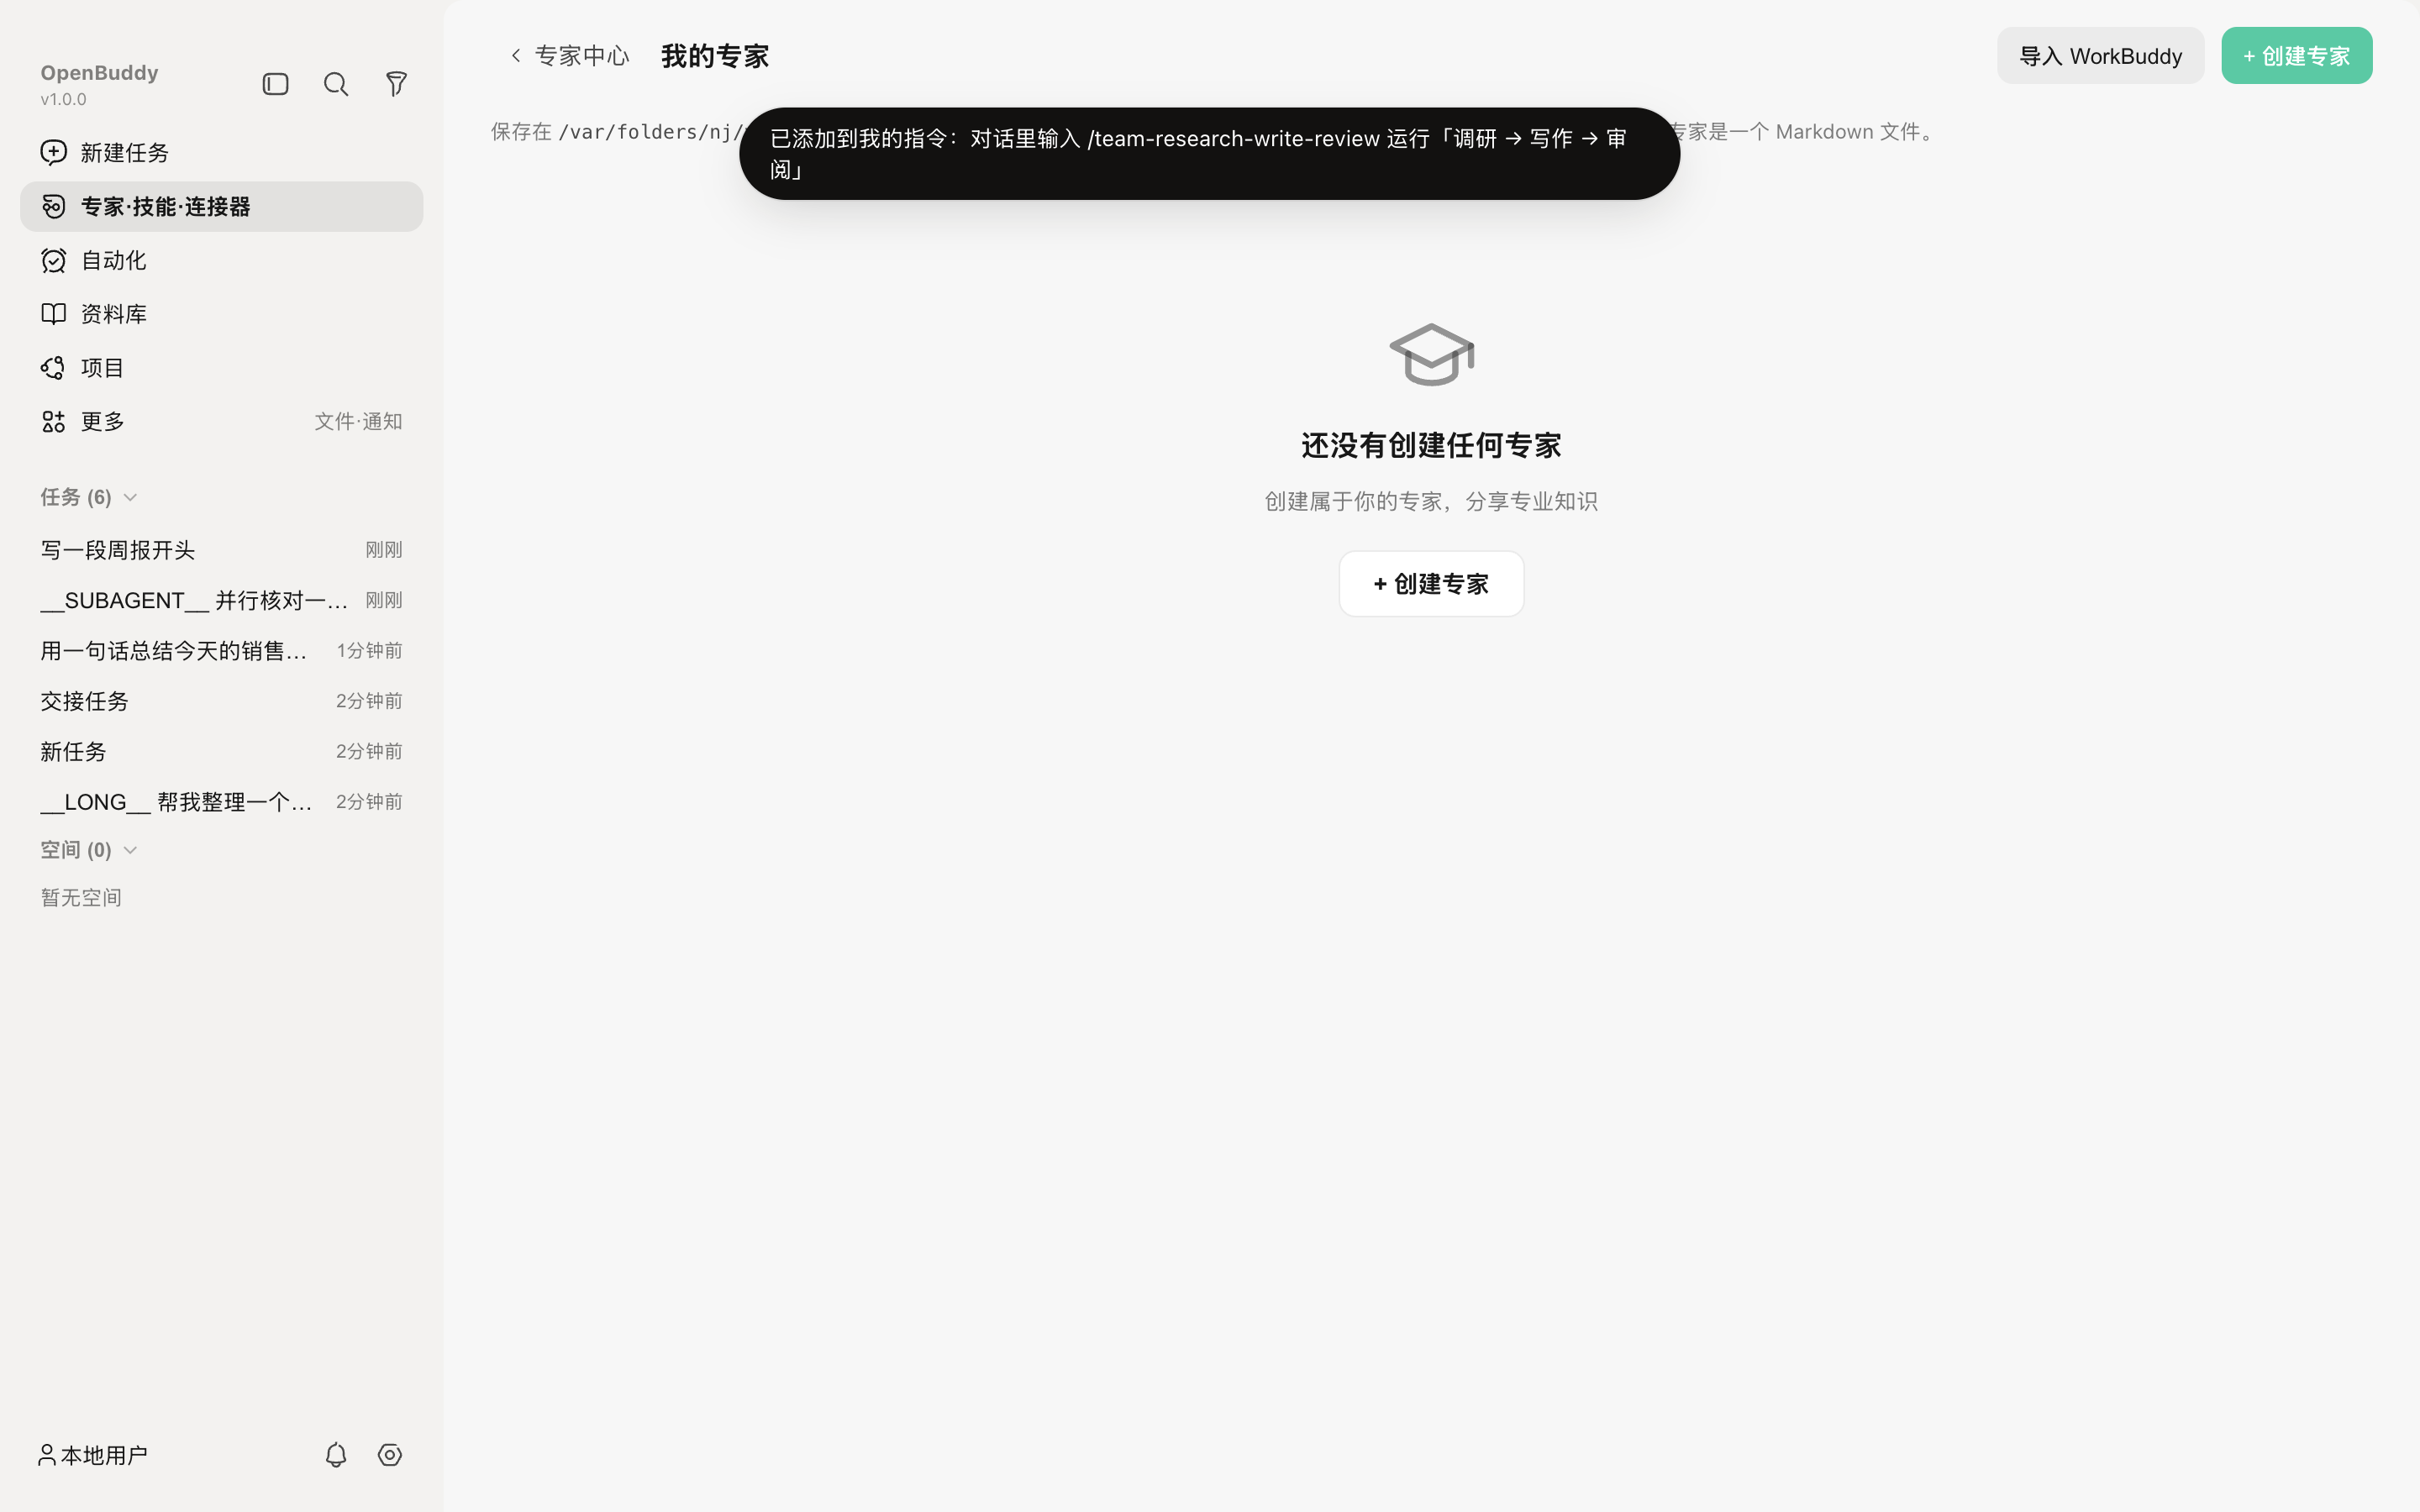 OpenBuddy
v1.0.0
新建任务
专家·技能·连接器
自动化
资料库
项目
更多
文件·通知
任务 (6)
写一段周报开头
刚刚
__SUBAGENT__ 并行核对一…
刚刚
用一句话总结今天的销售…
1分钟前
交接任务
2分钟前
新任务
2分钟前
__LONG__ 帮我整理一个…
2分钟前
空间 (0)
暂无空间
本地用户
专家中心
我的专家
导入 WorkBuddy
+ 创建专家
保存在 /var/folders/nj/
专家是一个 Markdown 文件。
已添加到我的指令：对话里输入 /team-research-write-review 运行「调研 → 写作 → 审
阅」
还没有创建任何专家
创建属于你的专家，分享专业知识
+ 创建专家